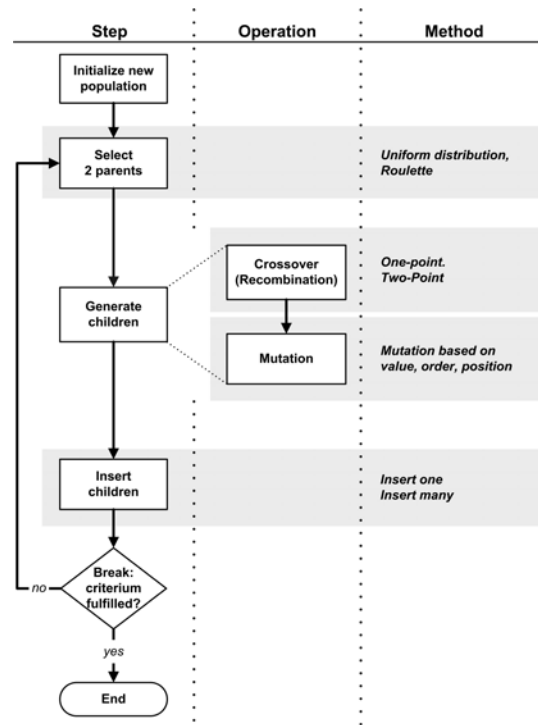 Step
Operation
Method
Initialize new
population
Select
2 parents
Uniform distribution,
Roulette
Crossover
(Recombination)
One-point.
Two-Point
Generate
children
Mutation
Mutation based on
value, order, position
Insert
children
Insert one
Insert many
Break:
criterium
fulfilled?
no
yes
End